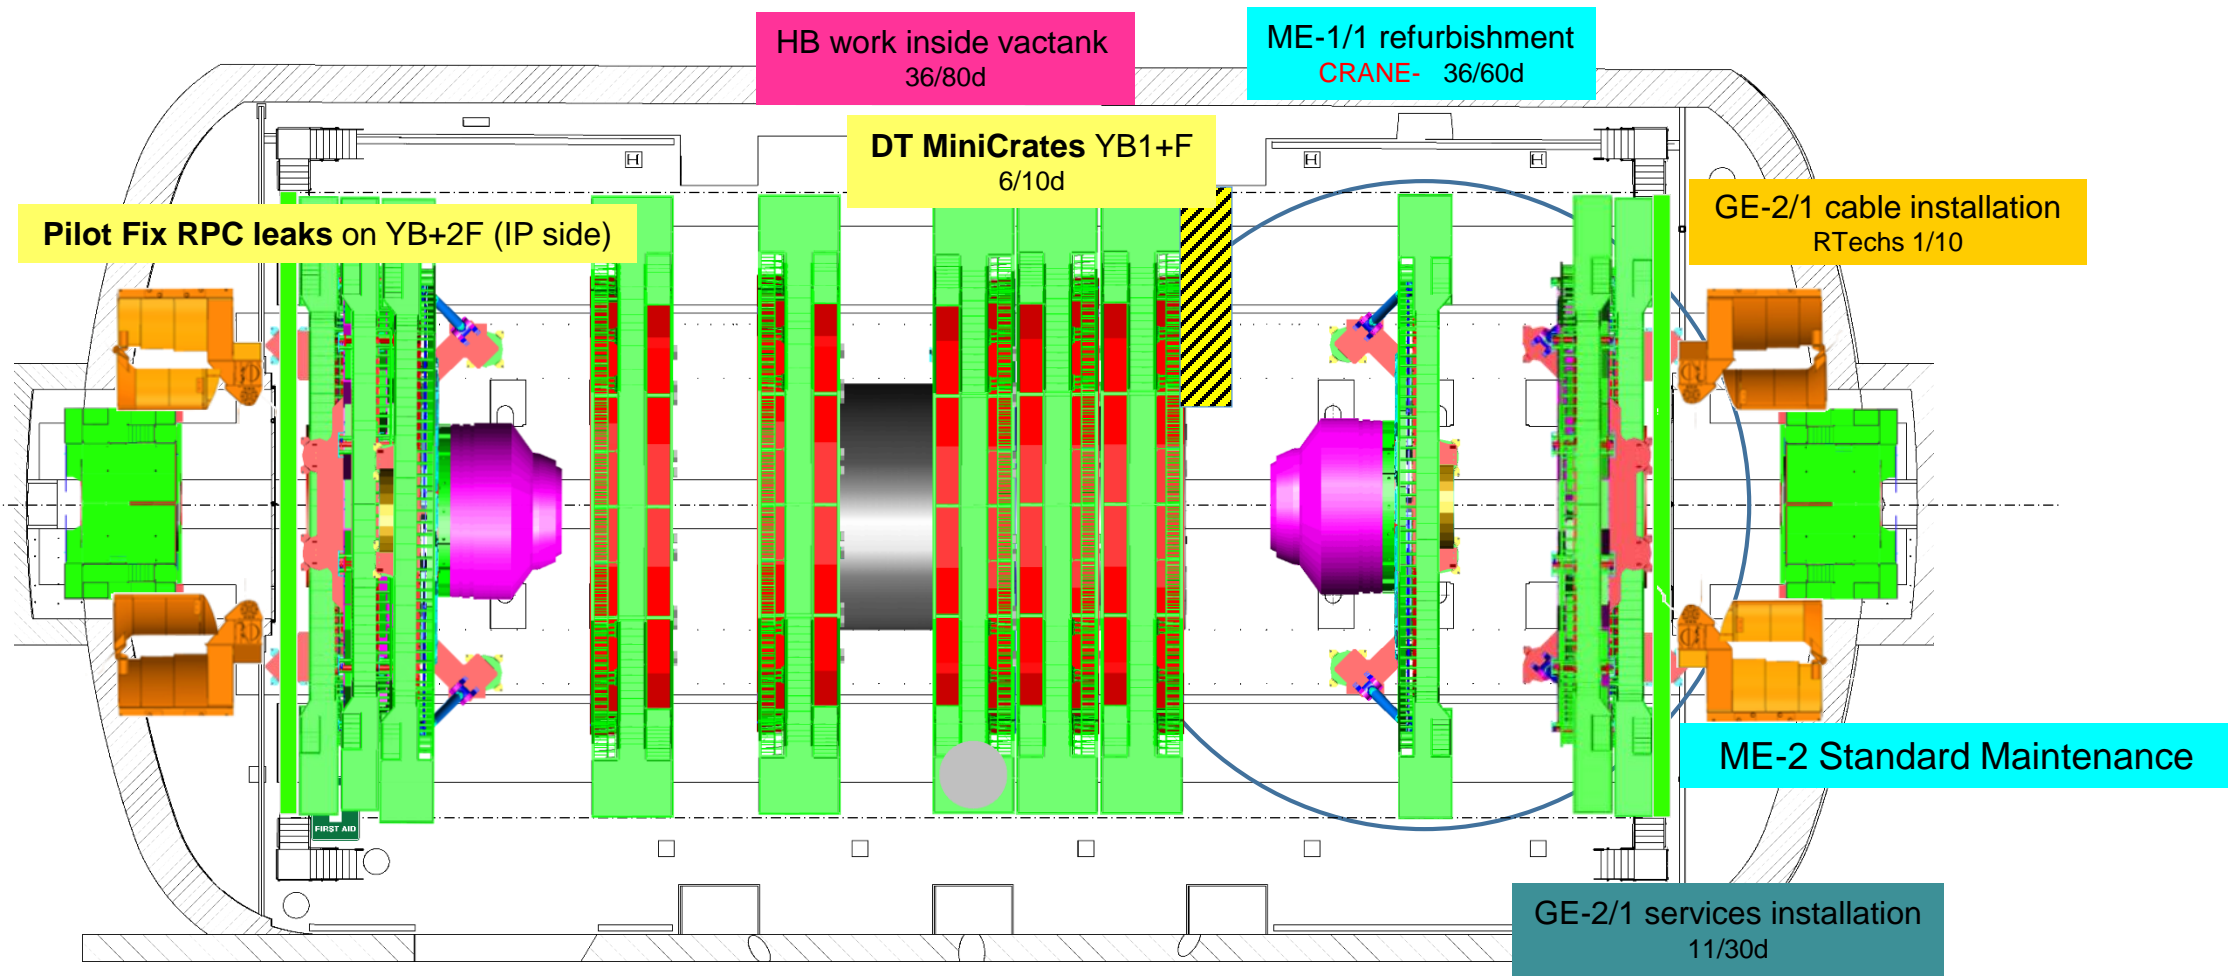 HB work inside vactank
36/80d
ME-1/1 refurbishment
CRANE- 36/60d
DT MiniCrates YB1+F
6/10d
H
H
H
Pilot Fix RPC leaks on YB+2F (IP side)
GE-2/1 cable installation
RTechs 1/10
ME-2 Standard Maintenance
FIRST AID
GE-2/1 services installation
11/30d